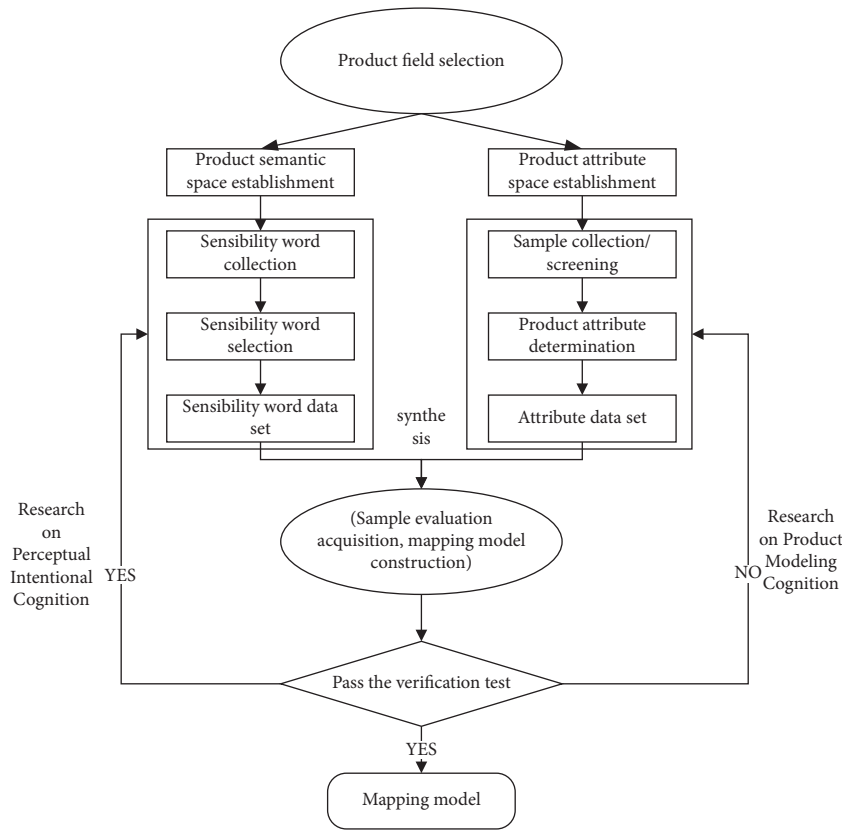 Product field selection
Product semantic
space establishment
Product attribute
space establishment
Sensibility word
collection
Sample collection/
screening
Sensibility word
selection
Product attribute
determination
Sensibility word data
set
synthe
sis
Attribute data set
Research
on
Perceptual
Intentional
Cognition
YES
(Sample evaluation
acquisition, mapping model
construction)
NO
Research
on Product
Modeling
Cognition
Pass the verification test
YES
Mapping model